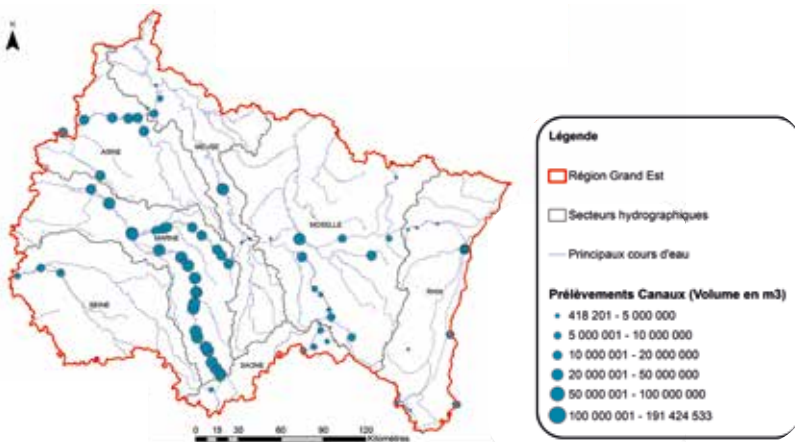 N
AISNE
MEUSE
MOSELLE
MARNE
SEINE
RHIN
SAONE
0 15 30 60 90 120
Kilomètres
Légende
Région Grand Est
Secteurs hydrographiques
Principaux cours d'eau
Prélèvements Canaux (Volume en m3)
418 201 - 5 000 000
5 000 001 - 10 000 000
10 000 001 - 20 000 000
20 000 001 - 50 000 000
50 000 001 - 100 000 000
100 000 001 - 191 424 533